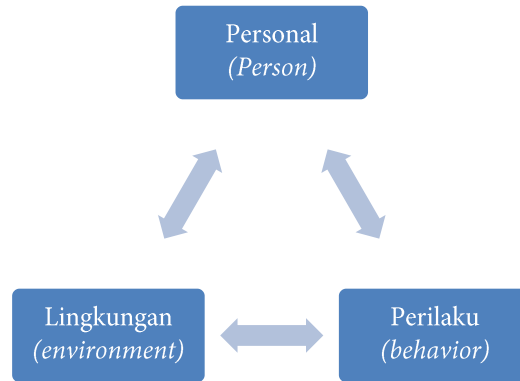 Personal
(Person)
Lingkungan
(environment)
Perilaku
(behavior)